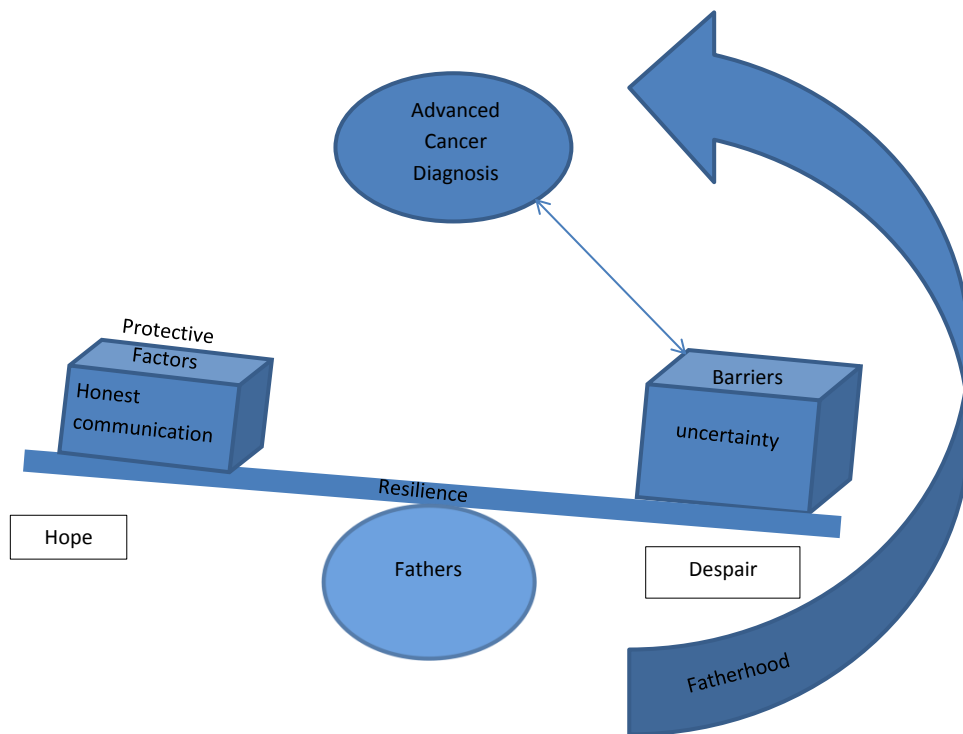 Advanced
Cancer
Diagnosis
Protective
Factors
Honest
communication
Barriers
uncertainty
Resilience
Hope
Fathers
Despair
Fatherhood